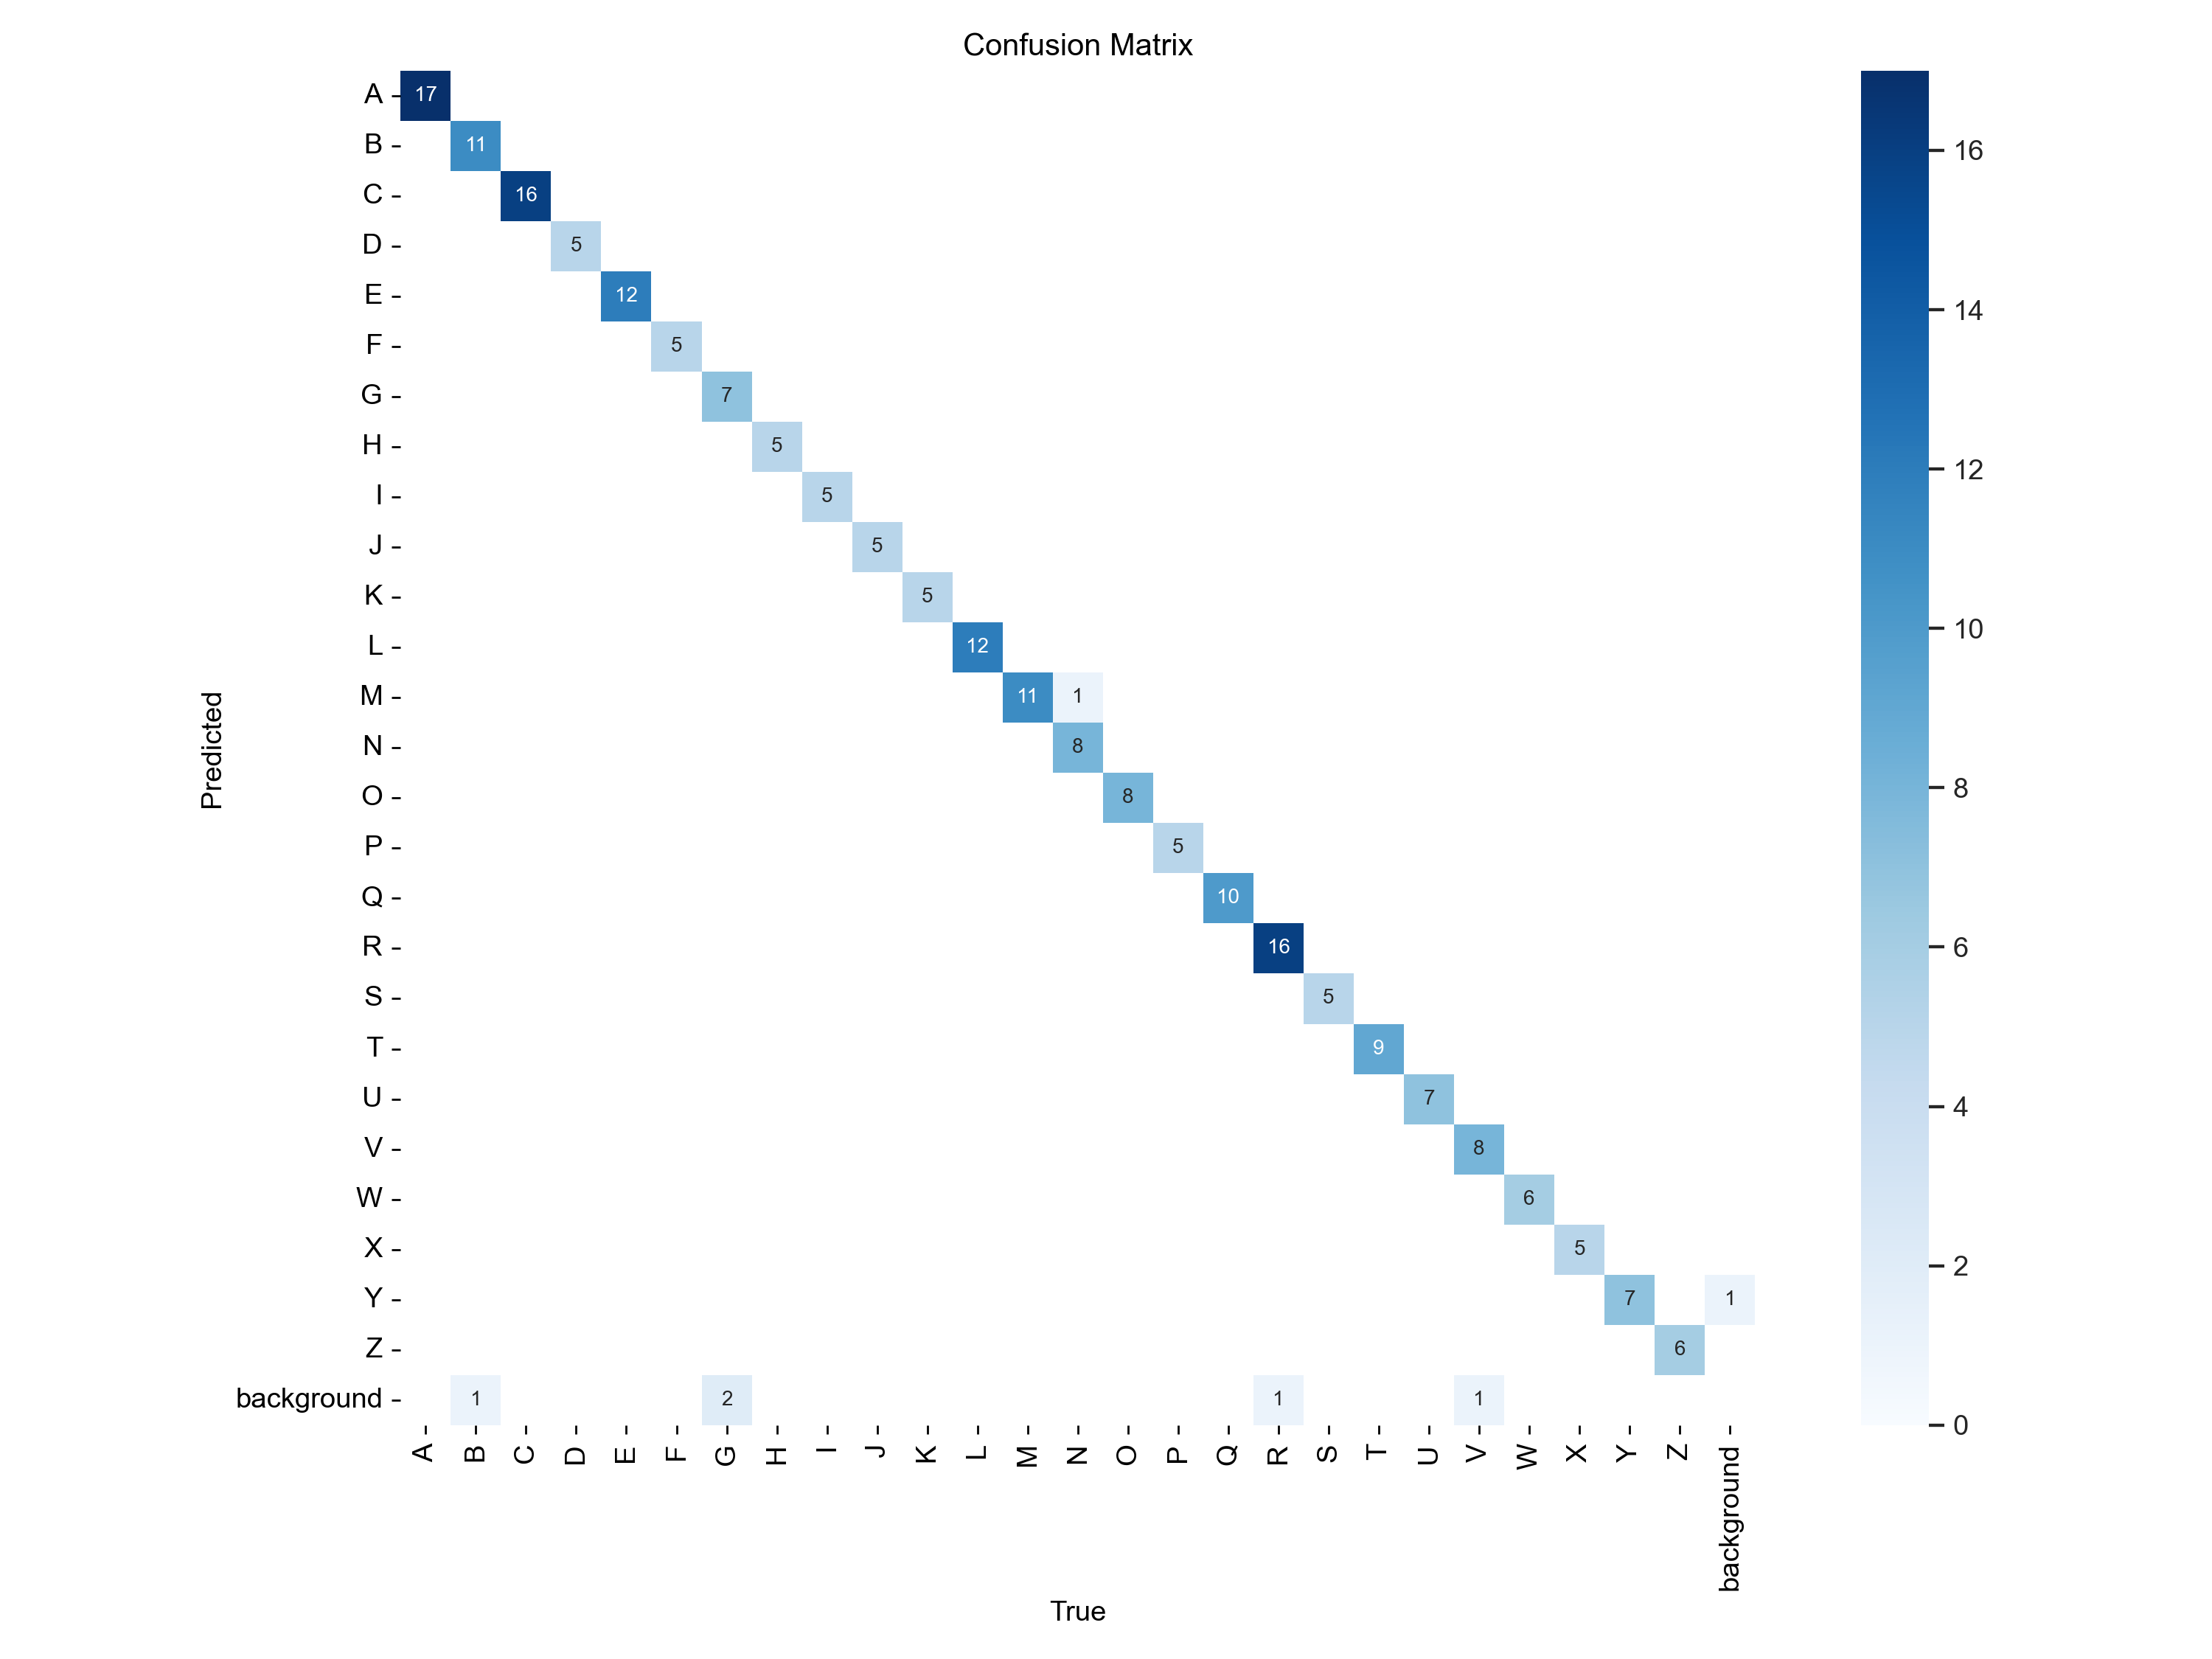 Confusion Matrix
A 17
B 11
C 16
D 5
E 12
F 5
G 7
H 5
I 5
J 5
K 5
L 12
M 11 1
N 8
O 8
P 5
Q 10
R 16
S 5
T 9
U 7
V 8
W 6
X 5
Y 7 1
Z 6
background 1 2 1 1
A B C D E F G H I J K L M N O P Q R S T U V W X Y Z background
True
Predicted
16
14
12
10
8
6
4
2
0